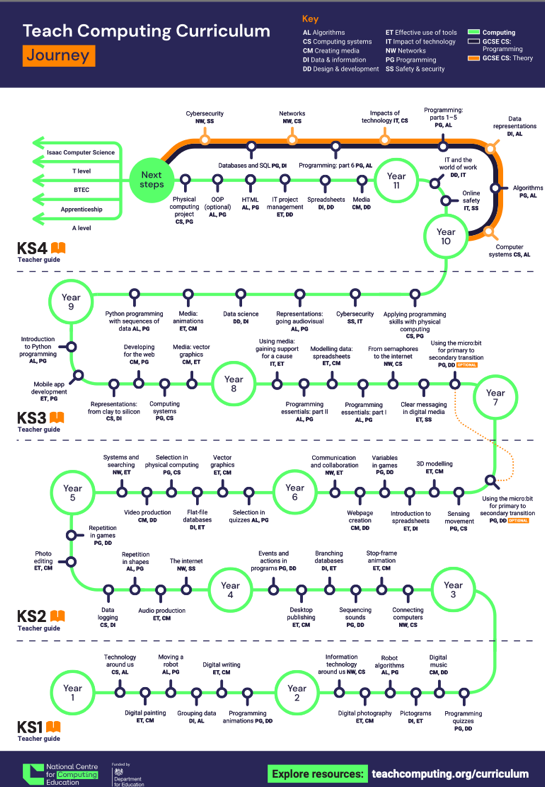 Teach Computing Curriculum
Journey
Key
AL Algorithms
CS Computing systems
CM Creating media
DI Data & information
DD Design & development
ET Effective use of tools
IT Impact of technology
NW Networks
PG Programming
SS Safety & security
Computing
GCSE CS:
Programming
GCSE CS: Theory
Cybersecurity
NW, SS
Networks
NW, CS
Impacts of
technology IT, CS
Programming:
parts 1–5
PG, AL
Data
representations
DI, AL
Isaac Computer Science
T level
BTEC
Apprenticeship
A level
Next
steps
Databases and SQL PG, DI
Programming: part 6 PG, AL
Year
11
IT and the
world of work
DD, IT
Algorithms
PG, AL
Physical
computing
project
CS, PG
OOP
(optional)
AL, PG
HTML
AL, PG
IT project
management
ET, DD
Spreadsheets
DI, DD
Media
CM, DD
Online
safety
IT, SS
Year
10
Computer
systems CS, AL
KS4
Teacher guide
Year
9
Python programming
with sequences of
data AL, PG
Media:
animations
ET, CM
Data science
DD, DI
Representations:
going audiovisual
AL, PG
Cybersecurity
SS, IT
Applying programming
skills with physical
computing
CS, PG
Introduction
to Python
programming
AL, PG
Developing
for the web
CM, PG
Media: vector
graphics
CM, ET
Using media:
gaining support
for a cause
IT, ET
Modelling data:
spreadsheets
ET, CM
From semaphores
to the internet
NW, CS
Using the micro:bit
for primary to
secondary transition
PG, DD OPTIONAL
Mobile app
development
ET, PG
Year
8
Year
7
Representations:
from clay to silicon
CS, DI
Computing
systems
PG, CS
Programming
essentials: part II
AL, PG
Programming
essentials: part I
AL, PG
Clear messaging
in digital media
ET, SS
KS3
Teacher guide
Year
5
Systems and
searching
NW, ET
Selection in
physical computing
PG, CS
Vector
graphics
ET, CM
Communication
and collaboration
NW, ET
Variables
in games
PG, DD
3D modelling
ET, CM
Year
6
Video production
CM, DD
Flat-file
databases
DI, ET
Selection in
quizzes AL, PG
Webpage
creation
CM, DD
Introduction to
spreadsheets
ET, DI
Sensing
movement
PG, CS
Using the micro:bit
for primary to
secondary transition
PG, DD OPTIONAL
Repetition
in games
PG, DD
Photo
editing
ET, CM
Repetition
in shapes
AL, PG
The internet
NW, SS
Events and
actions in
programs PG, DD
Branching
databases
DI, ET
Stop-frame
animation
ET, CM
Year
4
Year
3
Data
logging
CS, DI
Audio production
ET, CM
Desktop
publishing
ET, CM
Sequencing
sounds
PG, DD
Connecting
computers
NW, CS
KS2
Teacher guide
Year
1
Technology
around us
CS, AL
Moving a
robot
AL, PG
Digital writing
ET, CM
Information
technology
around us NW, CS
Robot
algorithms
AL, PG
Digital
music
CM, DD
Year
2
Digital painting
ET, CM
Grouping data
DI, AL
Programming
animations PG, DD
Digital photography
ET, CM
Pictograms
DI, ET
Programming
quizzes
PG, DD
KS1
Teacher guide
National Centre
for Computing
Education
Funded by
Department
for Education
Explore resources: teachcomputing.org/curriculum